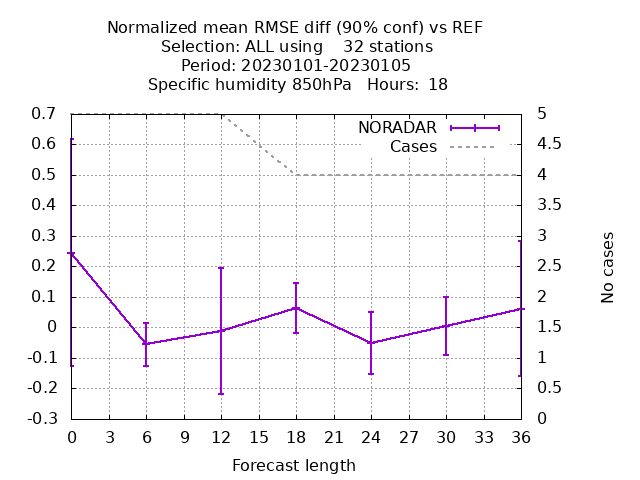 Normalized mean RMSE diff (90% conf) vs REF
Selection: ALL using    32 stations
Period: 20230101-20230105
Specific humidity 850hPa   Hours:  18
NORADAR
Cases
0.7
0.6
0.5
0.4
0.3
0.2
0.1
0
-0.1
-0.2
-0.3
5
4.5
4
3.5
3
2.5
2
1.5
1
0.5
0
No cases
0 3 6 9 12 15 18 21 24 27 30 33 36
Forecast length